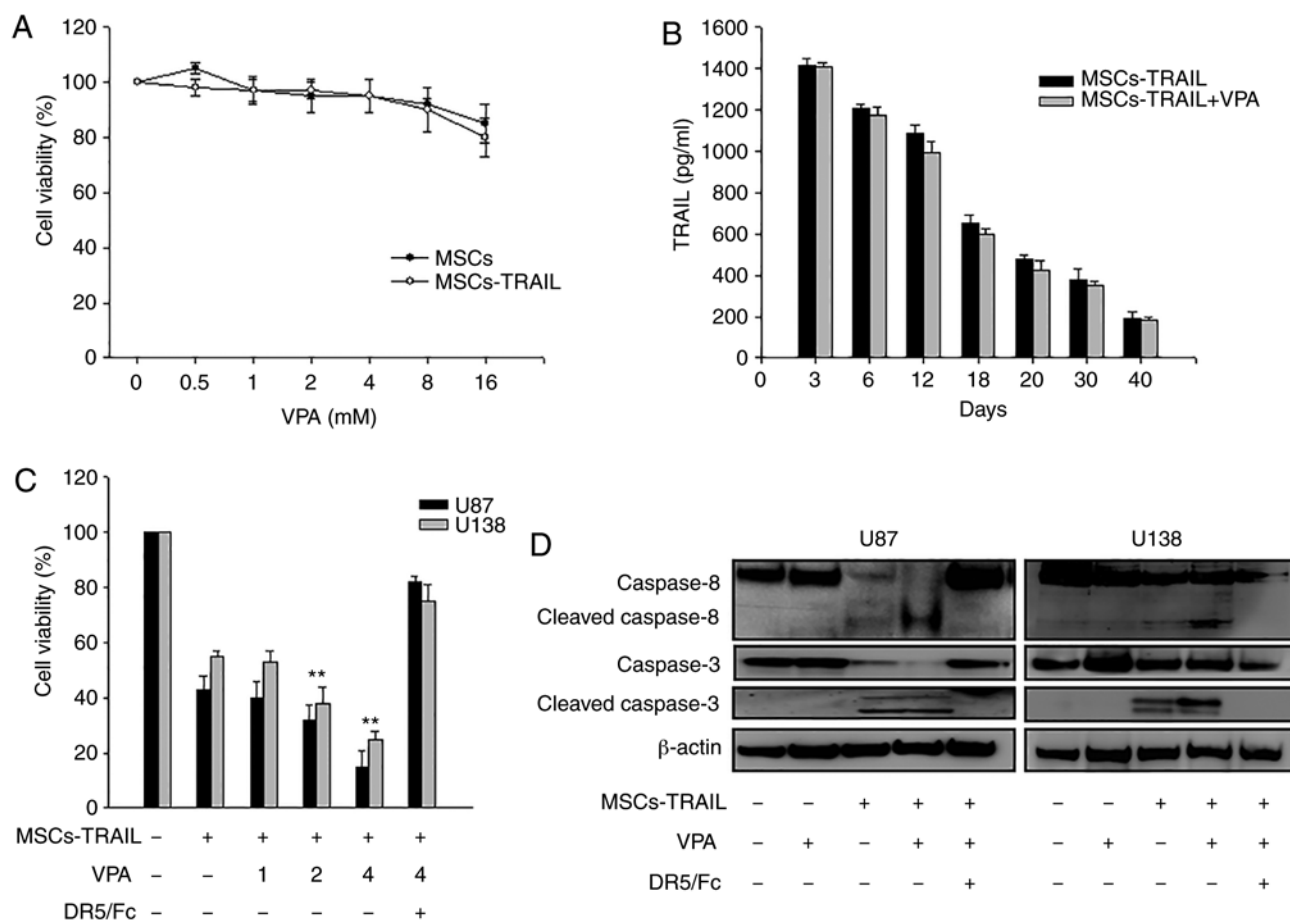 A
120
100
80
60
40
20
0
Cell viability (%)
MSCs
MSCs-TRAIL
0 0.5 1 2 4 8 16
VPA (mM)
B
1600
1400
1200
1000
800
600
400
200
0
TRAIL (pg/ml)
MSCs-TRAIL
MSCs-TRAIL+VPA
0 3 6 12 18 20 30 40
Days
C
120
100
80
60
40
20
0
Cell viability (%)
U87
U138
** **
MSCs-TRAIL – + + + + +
VPA – – 1 2 4 4
DR5/Fc – – – – – +
D
U87 U138
Caspase-8
Cleaved caspase-8
Caspase-3
Cleaved caspase-3
β-actin
MSCs-TRAIL – – + + + – – + + +
VPA – + – + + – + – + +
DR5/Fc – – – – + – – – – +